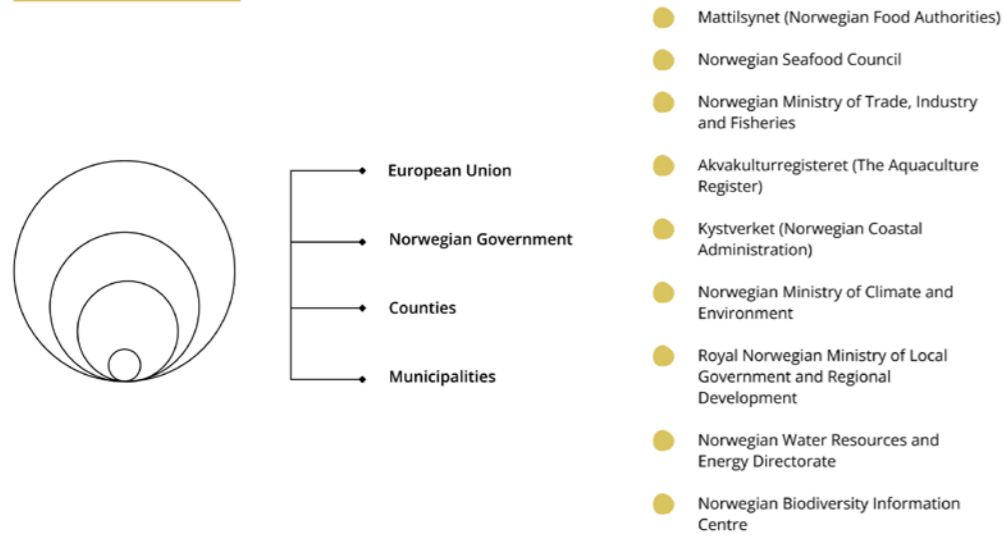 European Union
Norwegian Government
Counties
Municipalities
Mattilsynet (Norwegian Food Authorities)
Norwegian Seafood Council
Norwegian Ministry of Trade, Industry
and Fisheries
Akvakulturregisteret (The Aquaculture
Register)
Kystverket (Norwegian Coastal
Administration)
Norwegian Ministry of Climate and
Environment
Royal Norwegian Ministry of Local
Government and Regional
Development
Norwegian Water Resources and
Energy Directorate
Norwegian Biodiversity Information
Centre